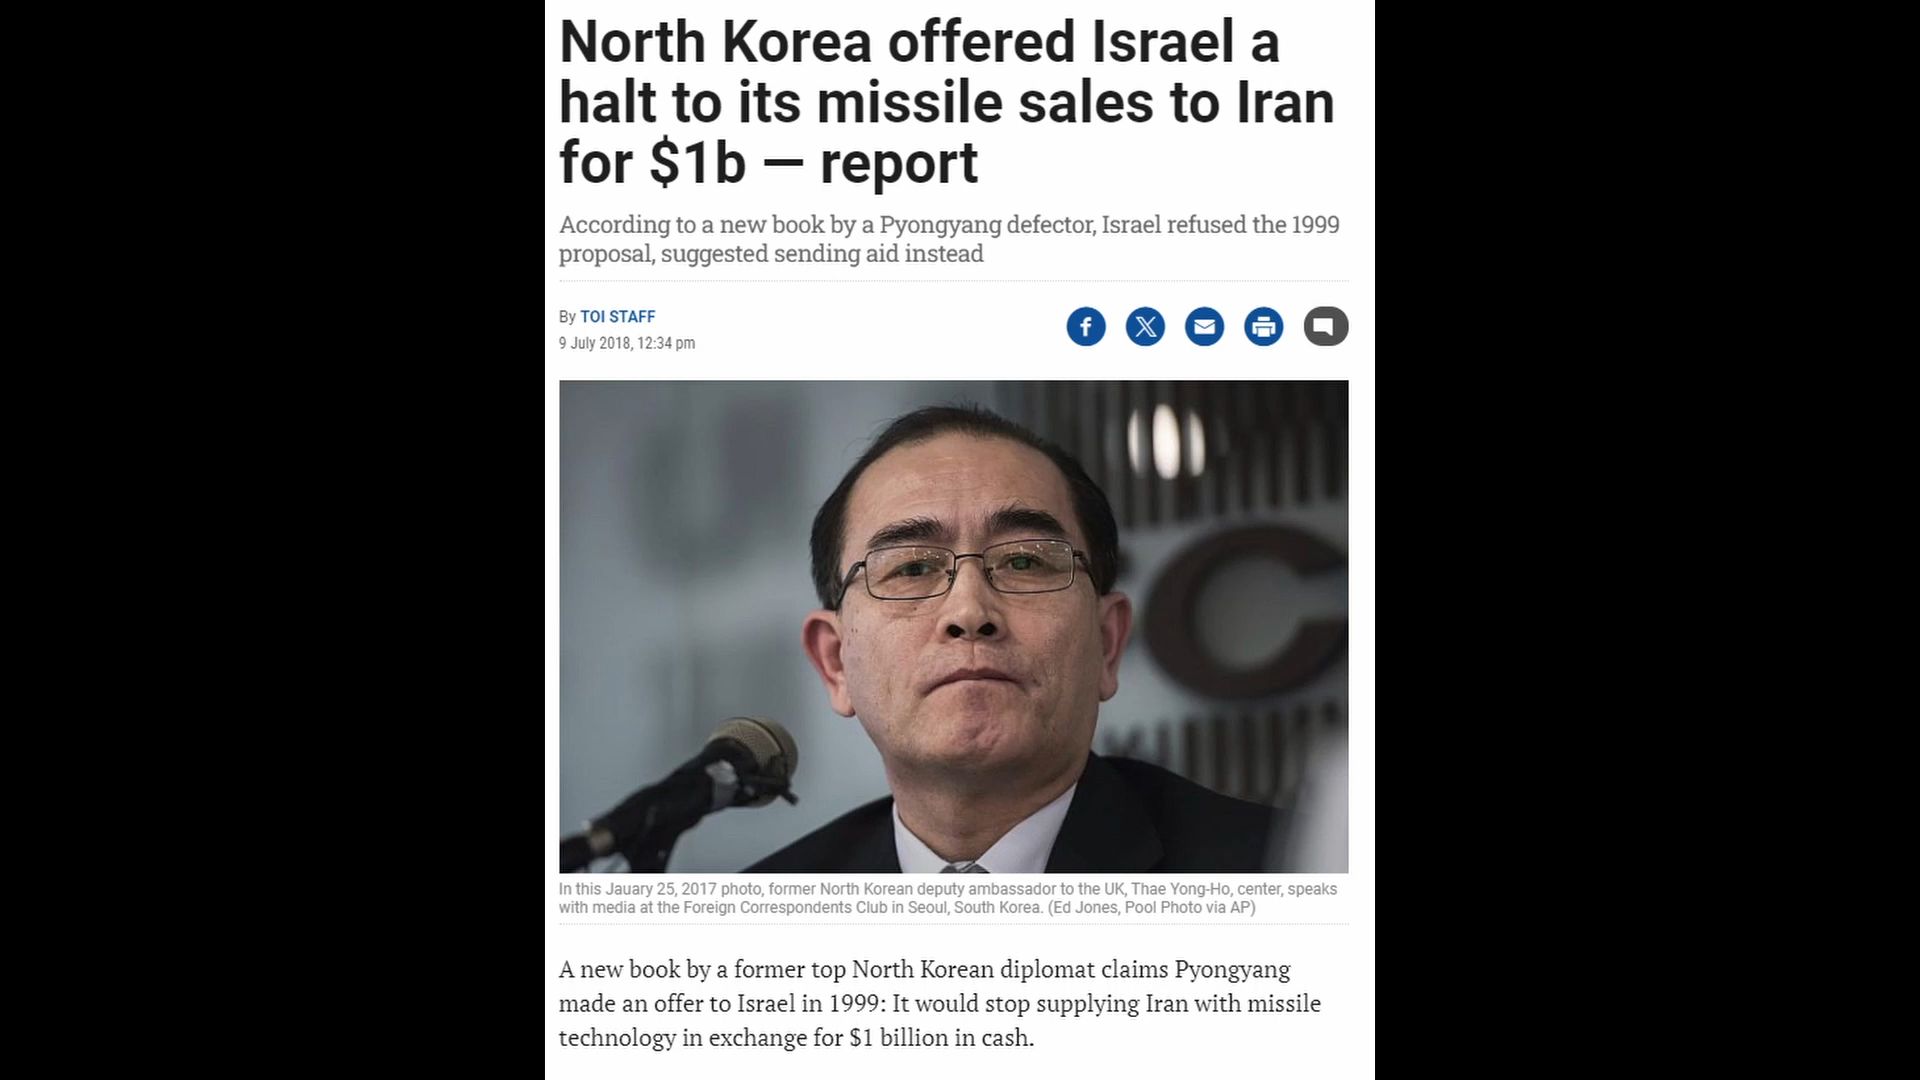 North Korea offered Israel a
halt to its missile sales to Iran
for $1b — report
According to a new book by a Pyongyang defector, Israel refused the 1999
proposal, suggested sending aid instead
By TOI STAFF
9 July 2018, 12:34 pm
C
In this Jauary 25, 2017 photo, former North Korean deputy ambassador to the UK, Thae Yong-Ho, center, speaks
with media at the Foreign Correspondents Club in Seoul, South Korea. (Ed Jones, Pool Photo via AP)
A new book by a former top North Korean diplomat claims Pyongyang
made an offer to Israel in 1999: It would stop supplying Iran with missile
technology in exchange for $1 billion in cash.